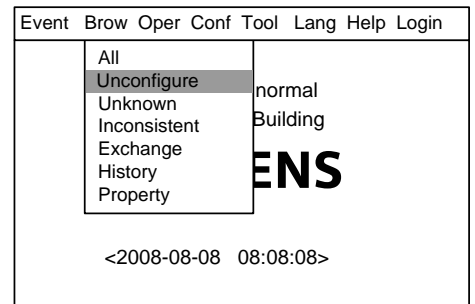 Event Brow Oper Conf Tool Lang Help Login
All
Unconfigure
normal
Unknown
Building
Inconsistent
Exchange
ENS
History
Property
<2008-08-08 08:08:08>